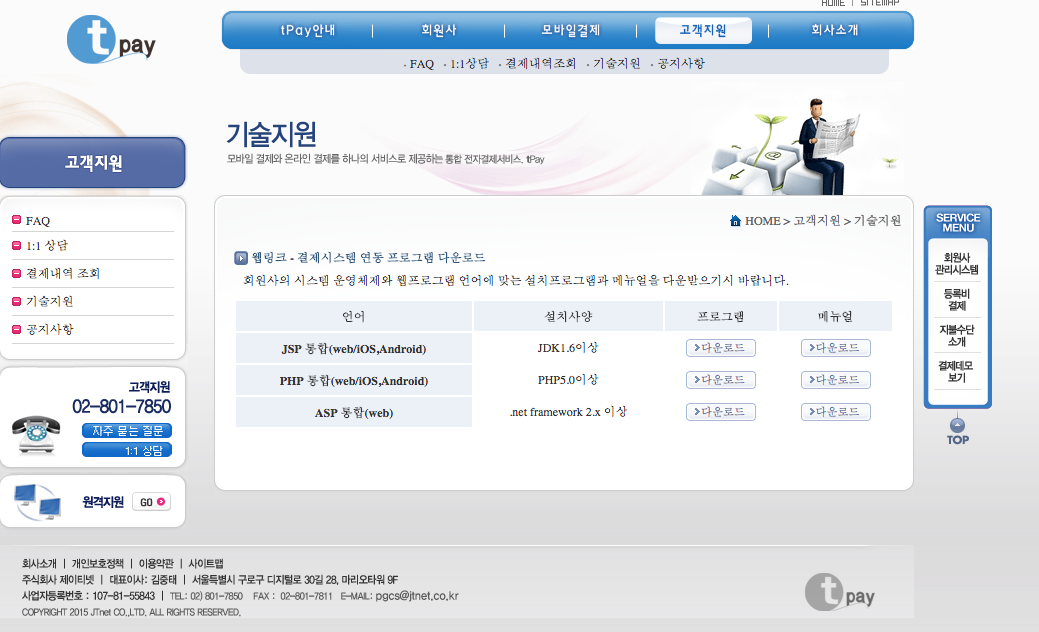 HOME | SITEMAP
t pay
tPay안내 | 회원사 | 모바일결제 | 고객지원 | 회사소개
· FAQ · 1:1상담 · 결제내역조회 · 기술지원 · 공지사항
기술지원
모바일 결제와 온라인 결제를 하나의 서비스로 제공하는 통합 전자결제서비스. tPay
고객지원
FAQ
1:1 상담
결제내역 조회
기술지원
공지사항
고객지원
02-801-7850
자주 묻는 질문
1:1 상담
원격지원 GO
HOME > 고객지원 > 기술지원
웹링크 - 결제시스템 연동 프로그램 다운로드
회원사의 시스템 운영체제와 웹프로그램 언어에 맞는 설치프로그램과 메뉴얼을 다운받으기시 바랍니다.
언어 설치사양 프로그램 메뉴얼
JSP 통합(web/iOS,Android) JDK1.6이상 다운로드 다운로드
PHP 통합(web/iOS,Android) PHP5.0이상 다운로드 다운로드
ASP 통합(web) .net framework 2.x 이상 다운로드 다운로드
SERVICE
MENU
회원사
관리시스템
등록비
결제
지불수단
소개
결제데모
보기
TOP
회사소개 | 개인보호정책 | 이용약관 | 사이트맵
주식회사 제이티넷 | 대표이사: 김중태 | 서울특별시 구로구 디지털로 30길 28, 마리오타워 9F
사업자등록번호 : 107-81-55843 | TEL: 02) 801-7850 FAX : 02-801-7811 E-MAIL: pgcs@jtnet.co.kr
COPYRIGHT 2015 JTnet CO.,LTD. ALL RIGHTS RESERVED.
t pay